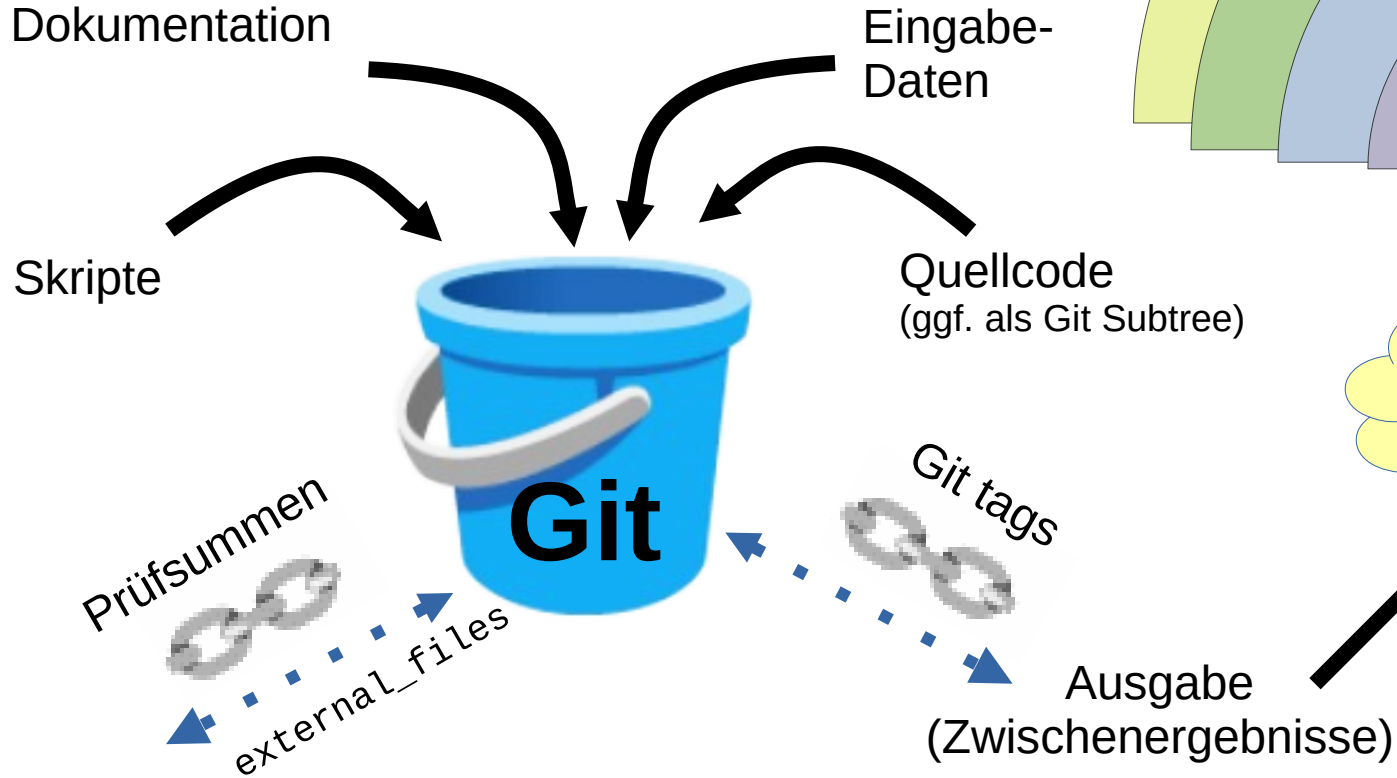 Dokumentation
Eingabe-
Daten
Skripte
Quellcode
(ggf. als Git Subtree)
Git
Prüfsummen
external_files
Git tags
Ausgabe
(Zwischenergebnisse)